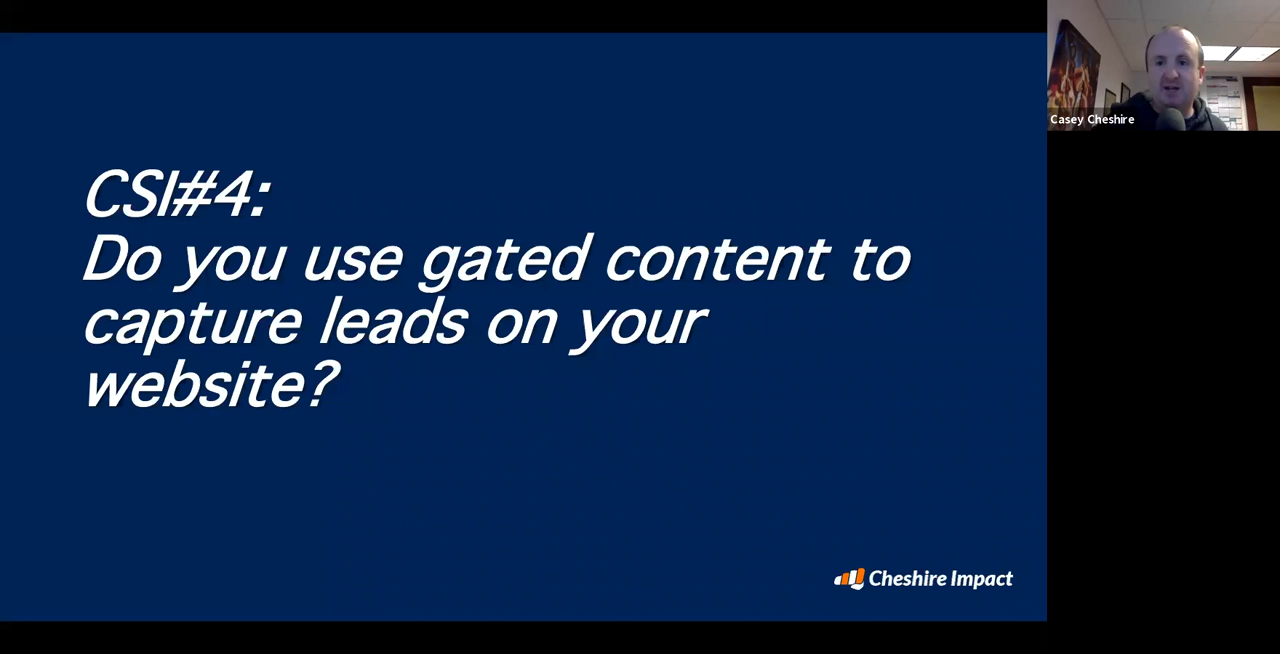 CSI#4:
Do you use gated content to
capture leads on your
website?
Cheshire Impact
Casey Cheshire